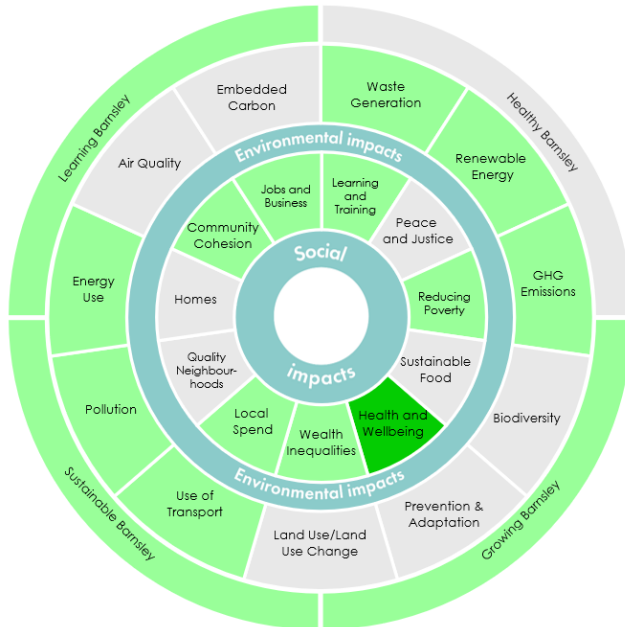 Learning Barnsley
Healthy Barnsley
Growing Barnsley
Sustainable Barnsley
Waste
Generation
Renewable
Energy
GHG
Emissions
Biodiversity
Prevention &
Adaptation
Land Use/Land
Use Change
Use of
Transport
Pollution
Energy
Use
Air Quality
Embedded
Carbon
Environmental impacts
Learning
and
Training
Peace
and Justice
Reducing
Poverty
Sustainable
Food
Health and
Wellbeing
Wealth
Inequalities
Local
Spend
Quality
Neighbour-
hoods
Homes
Community
Cohesion
Jobs and
Business
Environmental impacts
Social
impacts